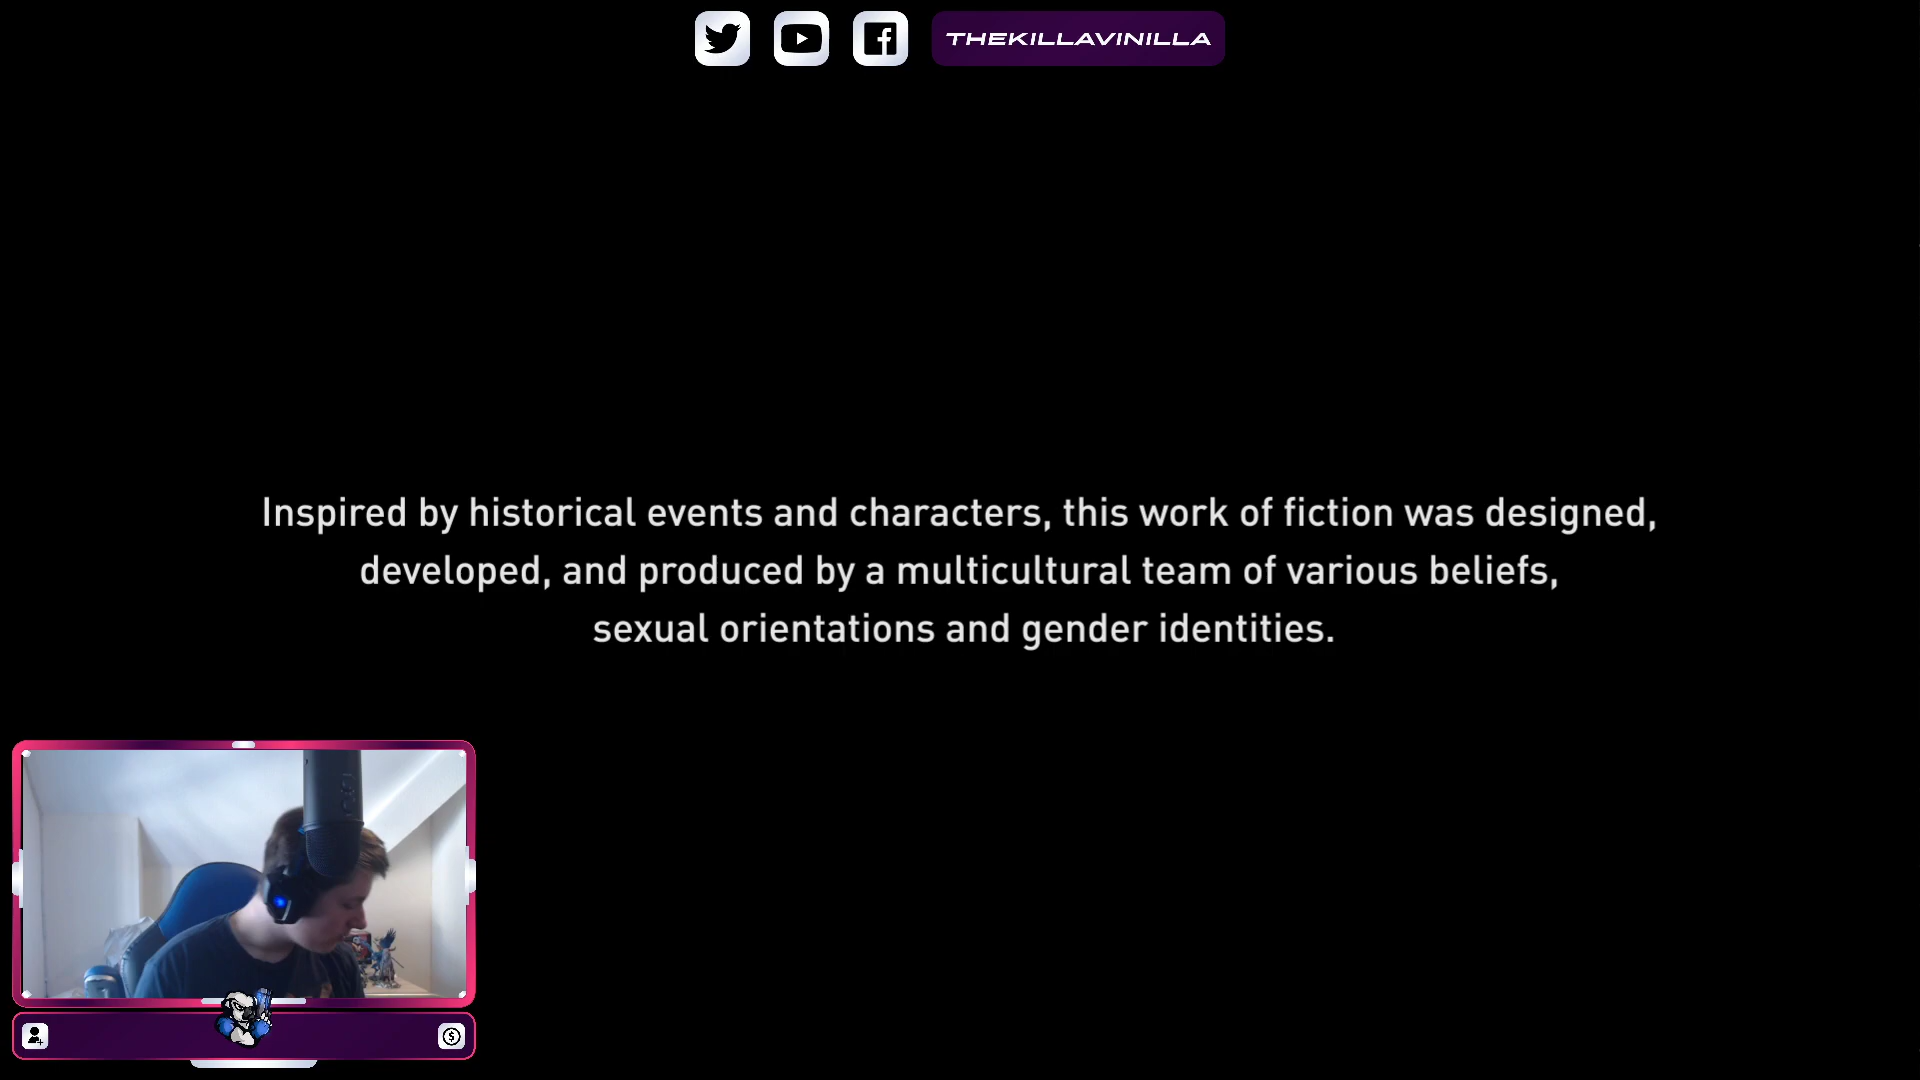 THEKILLAVINILLA
Inspired by historical events and characters, this work of fiction was designed,
developed, and produced by a multicultural team of various beliefs,
sexual orientations and gender identities.